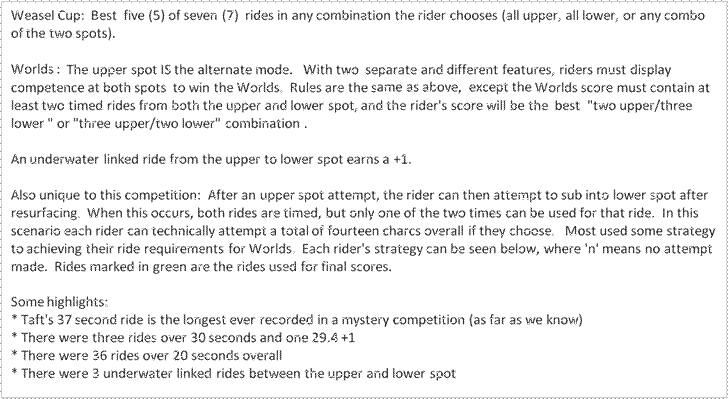 Weasel Cup: Best five (5) of seven (7) rides in any combination the rider chooses (all upper, all lower, or any combo
of the two spots).
Worlds: The upper spot IS the alternate mode. With two separate and different features, riders must display
competence at both spots to win the Worlds. Rules are the same as above, except the Worlds score must contain at
least two timed rides from both the upper and lower spot, and the rider's score will be the best "two upper/three
lower" or "three upper/two lower" combination.
An underwater linked ride from the upper to lower spot earns a +1.
Also unique to this competition: After an upper spot attempt, the rider can then attempt to sub into lower spot after
resurfacing. When this occurs, both rides are timed, but only one of the two times can be used for that ride. In this
scenario each rider can technically attempt a total of fourteen charcs overall if they choose. Most used some strategy
to achieving their ride requirements for Worlds. Each rider's strategy can be seen below, where 'n' means no attempt
made. Rides marked in green are the rides used for final scores.
Some highlights:
* Taft's 37 second ride is the longest ever recorded in a mystery competition (as far as we know)
* There were three rides over 30 seconds and one 29.4 +1
* There were 36 rides over 20 seconds overall
* There were 3 underwater linked rides between the upper and lower spot